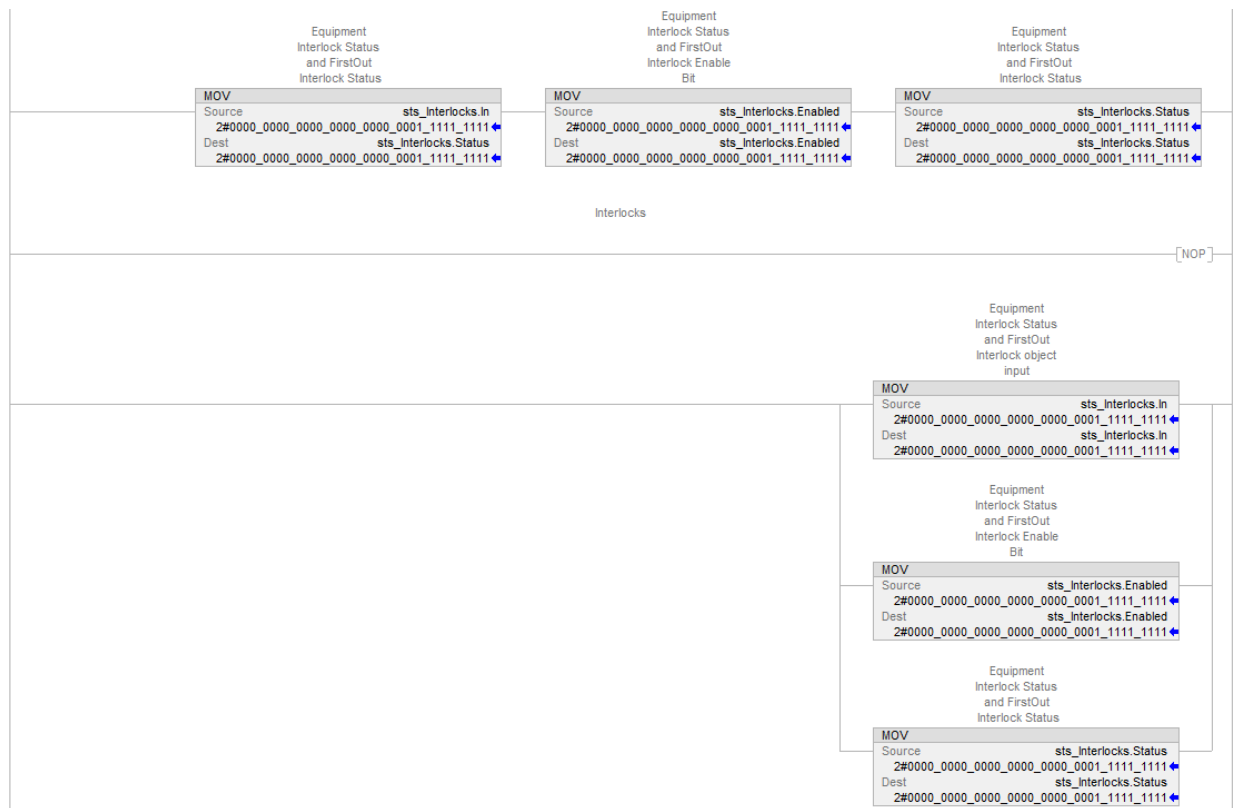 Equipment
Interlock Status
and FirstOut
Interlock Status
MOV
Source sts_Interlocks.In
2#0000_0000_0000_0000_0000_0001_1111_1111
Dest sts_Interlocks.Status
2#0000_0000_0000_0000_0000_0001_1111_1111
Equipment
Interlock Status
and FirstOut
Interlock Enable
Bit
MOV
Source sts_Interlocks.Enabled
2#0000_0000_0000_0000_0000_0001_1111_1111
Dest sts_Interlocks.Enabled
2#0000_0000_0000_0000_0000_0001_1111_1111
Equipment
Interlock Status
and FirstOut
Interlock Status
MOV
Source sts_Interlocks.Status
2#0000_0000_0000_0000_0000_0001_1111_1111
Dest sts_Interlocks.Status
2#0000_0000_0000_0000_0000_0001_1111_1111
Interlocks
[NOP]
Equipment
Interlock Status
and FirstOut
Interlock object
input
MOV
Source sts_Interlocks.In
2#0000_0000_0000_0000_0000_0001_1111_1111
Dest sts_Interlocks.In
2#0000_0000_0000_0000_0000_0001_1111_1111
Equipment
Interlock Status
and FirstOut
Interlock Enable
Bit
MOV
Source sts_Interlocks.Enabled
2#0000_0000_0000_0000_0000_0001_1111_1111
Dest sts_Interlocks.Enabled
2#0000_0000_0000_0000_0000_0001_1111_1111
Equipment
Interlock Status
and FirstOut
Interlock Status
MOV
Source sts_Interlocks.Status
2#0000_0000_0000_0000_0000_0001_1111_1111
Dest sts_Interlocks.Status
2#0000_0000_0000_0000_0000_0001_1111_1111